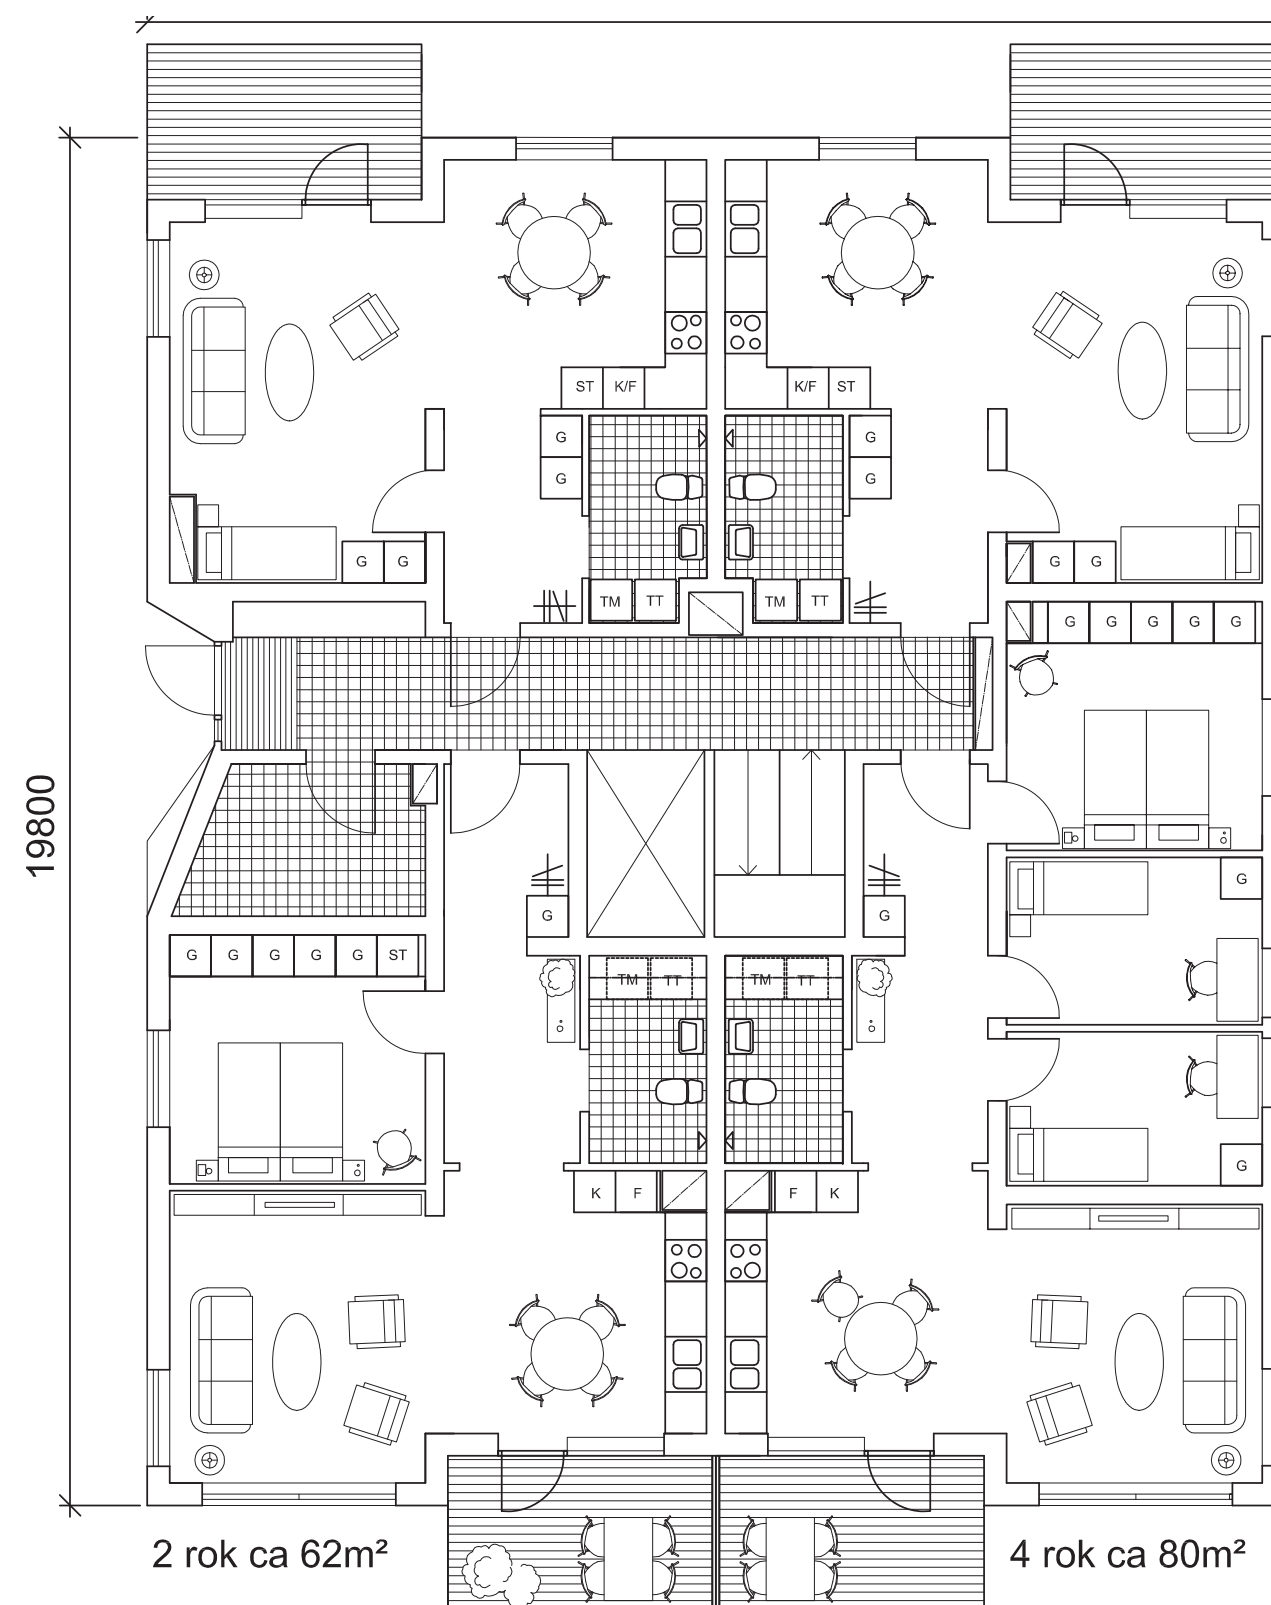 ST K/F K/F ST
G G
G G
G G G G
TM TT TM TT
G G G G G
19800
G
G G
G G G G G ST
TM TT TM TT
G
K F F K
2 rok ca 62m² 4 rok ca 80m²